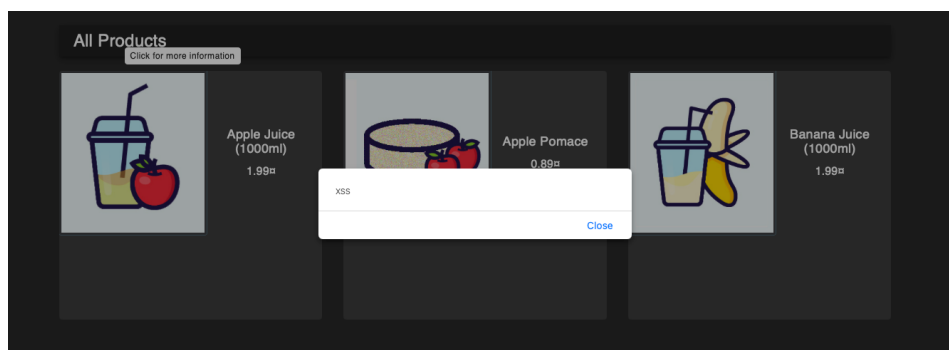 All Products
Click for more information
Apple Juice
(1000ml)
1.99¤
Apple Pomace
0.89¤
Banana Juice
(1000ml)
1.99¤
xss
Close